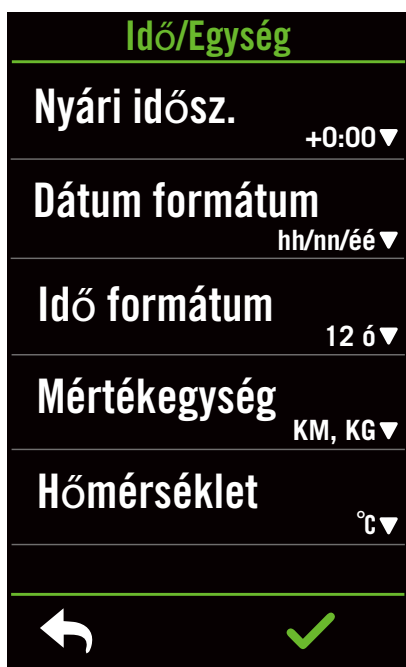 Idő/Egység
Nyári idősz.
+0:00▼
Dátum formátum
hh/nn/éé▼
Idő formátum
12 ó▼
Mértékegység
KM, KG▼
Hőmérséklet
°C▼